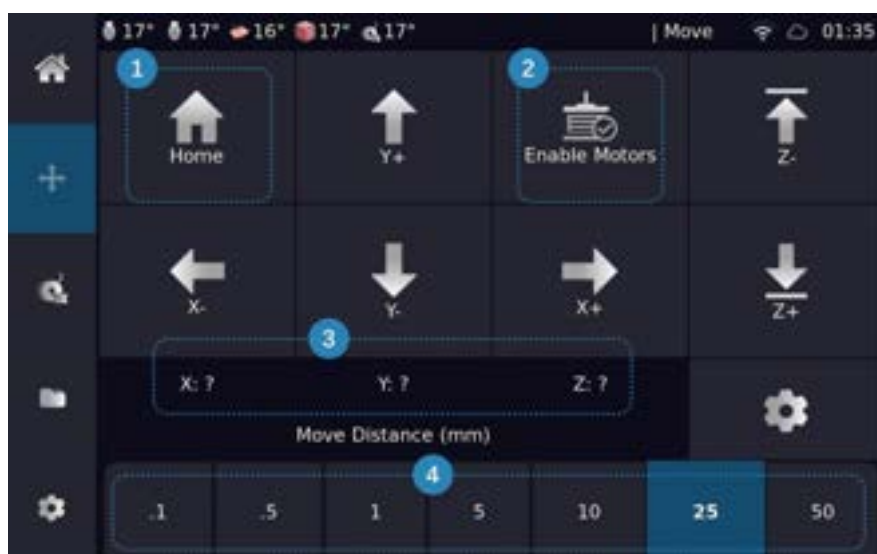 17° 17° 16° 17° 17° | Move 01:35
1 2
Home Y+ Enable Motors Z-
X- Y- X+ Z+
3
X: ? Y: ? Z: ?
Move Distance (mm)
4
.1 .5 1 5 10 25 50